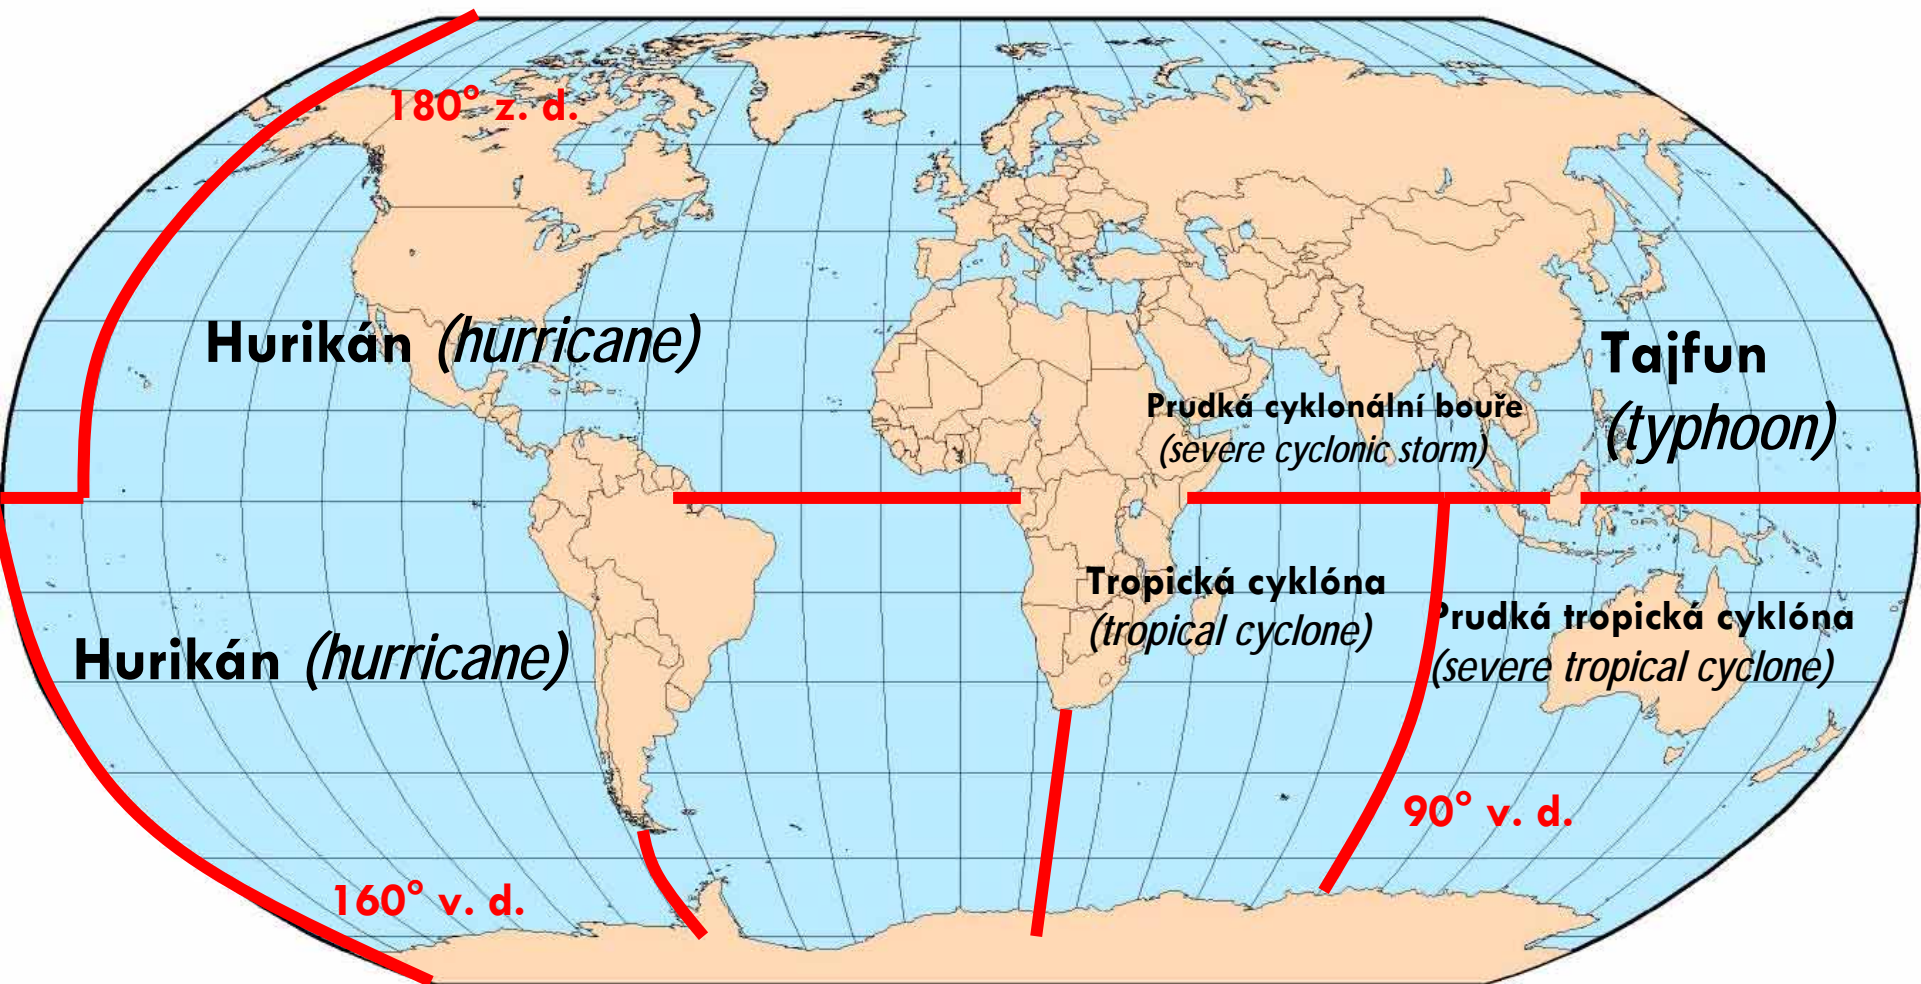 180° z. d.
Hurikán (hurricane)
Tajfun
(typhoon)
Prudká cyklonální bouře
(severe cyclonic storm)
Tropická cyklóna
(tropical cyclone)
Prudká tropická cyklóna
(severe tropical cyclone)
Hurikán (hurricane)
90° v. d.
160° v. d.